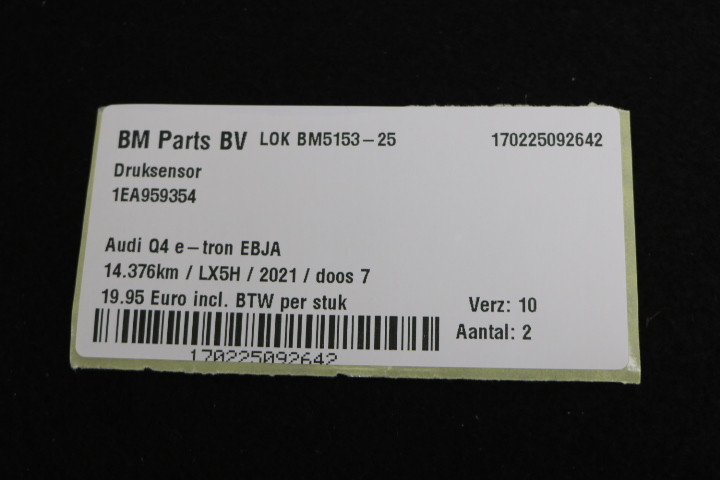 BM Parts BV LOK BM5153-25 170225092642
Druksensor
1EA959354
Audi Q4 e-tron EBJA
14.376km / LX5H / 2021 / doos 7
19.95 Euro incl. BTW per stuk Verz: 10
Aantal: 2
170225092642